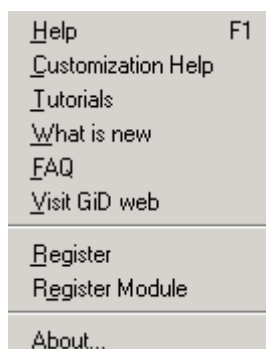 Help F1
Customization Help
Tutorials
What is new
FAQ
Visit GiD web
Register
Register Module
About...